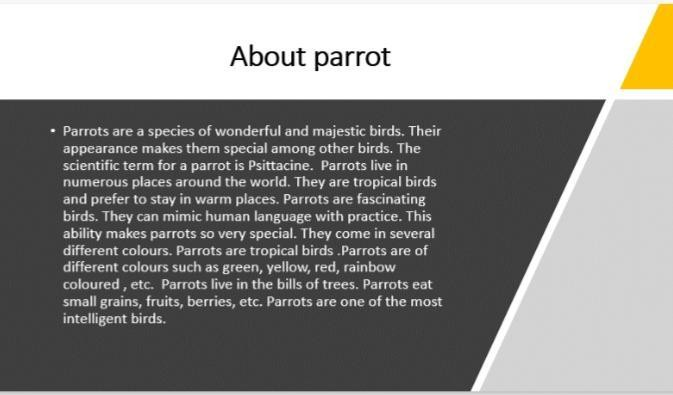 About parrot
• Parrots are a species of wonderful and majestic birds. Their
appearance makes them special among other birds. The
scientific term for a parrot is Psittacine.  Parrots live in
numerous places around the world. They are tropical birds
and prefer to stay in warm places. Parrots are fascinating
birds. They can mimic human language with practice. This
ability makes parrots so very special. They come in several
different colours. Parrots are tropical birds .Parrots are of
different colours such as green, yellow, red, rainbow
coloured , etc.  Parrots live in the bills of trees. Parrots eat
small grains, fruits, berries, etc. Parrots are one of the most
intelligent birds.